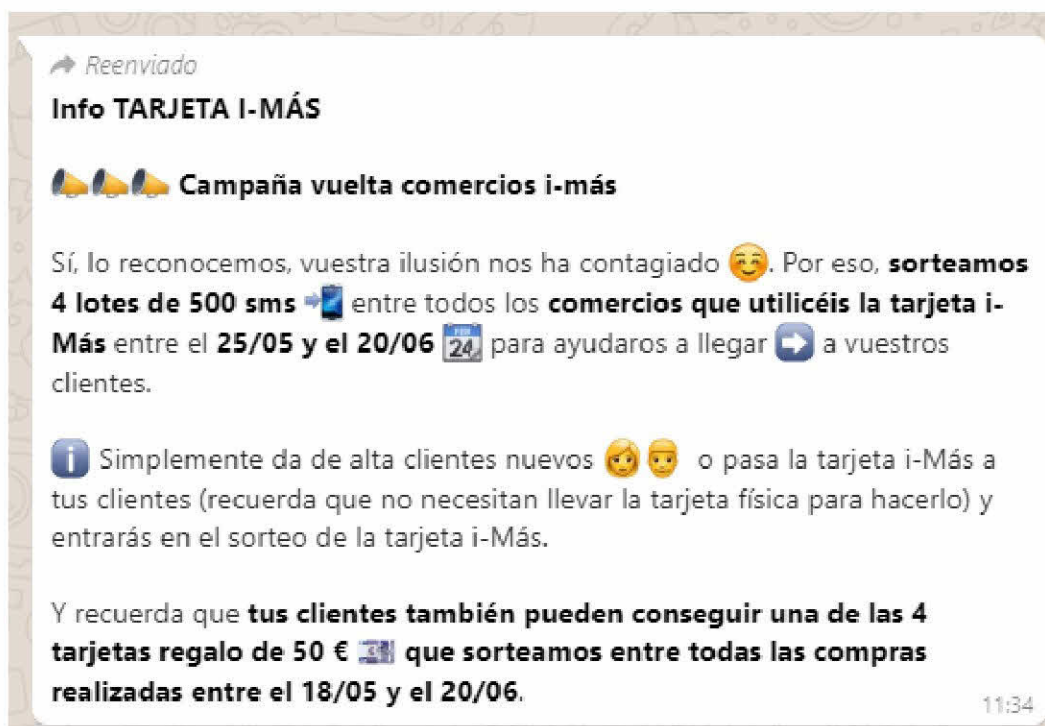 Reenviado
Info TARJETA I-MÁS
Campaña vuelta comercios i-más
Sí, lo reconocemos, vuestra ilusión nos ha contagiado. Por eso, sorteamos
4 lotes de 500 sms entre todos los comercios que utilicéis la tarjeta i-
Más entre el 25/05 y el 20/06 24 para ayudaros a llegar a vuestros
clientes.
Simplemente da de alta clientes nuevos o pasa la tarjeta i-Más a
tus clientes (recuerda que no necesitan llevar la tarjeta física para hacerlo) y
entrarás en el sorteo de la tarjeta i-Más.
Y recuerda que tus clientes también pueden conseguir una de las 4
tarjetas regalo de 50 € que sorteamos entre todas las compras
realizadas entre el 18/05 y el 20/06.
11:34